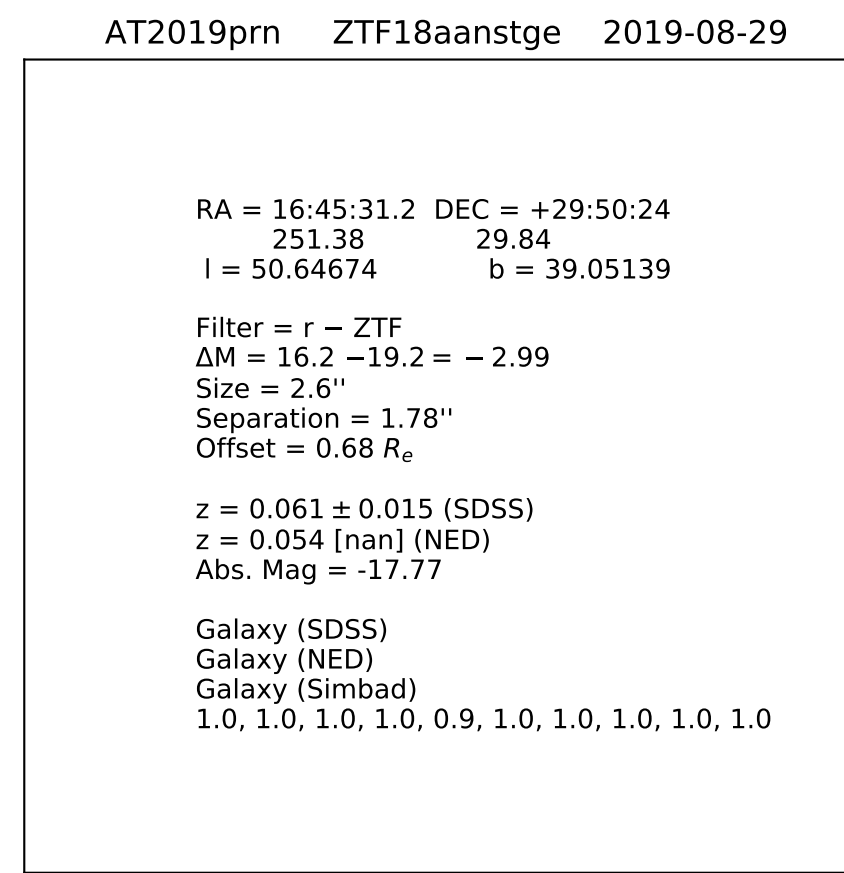 AT2019prn ZTF18aanstge 2019-08-29
RA = 16:45:31.2 DEC = +29:50:24
251.38 29.84
l = 50.64674 b = 39.05139
Filter = r − ZTF
ΔM = 16.2 −19.2 = − 2.99
Size = 2.6''
Separation = 1.78''
Offset = 0.68 Rₑ
z = 0.061 ± 0.015 (SDSS)
z = 0.054 [nan] (NED)
Abs. Mag = -17.77
Galaxy (SDSS)
Galaxy (NED)
Galaxy (Simbad)
1.0, 1.0, 1.0, 1.0, 0.9, 1.0, 1.0, 1.0, 1.0, 1.0